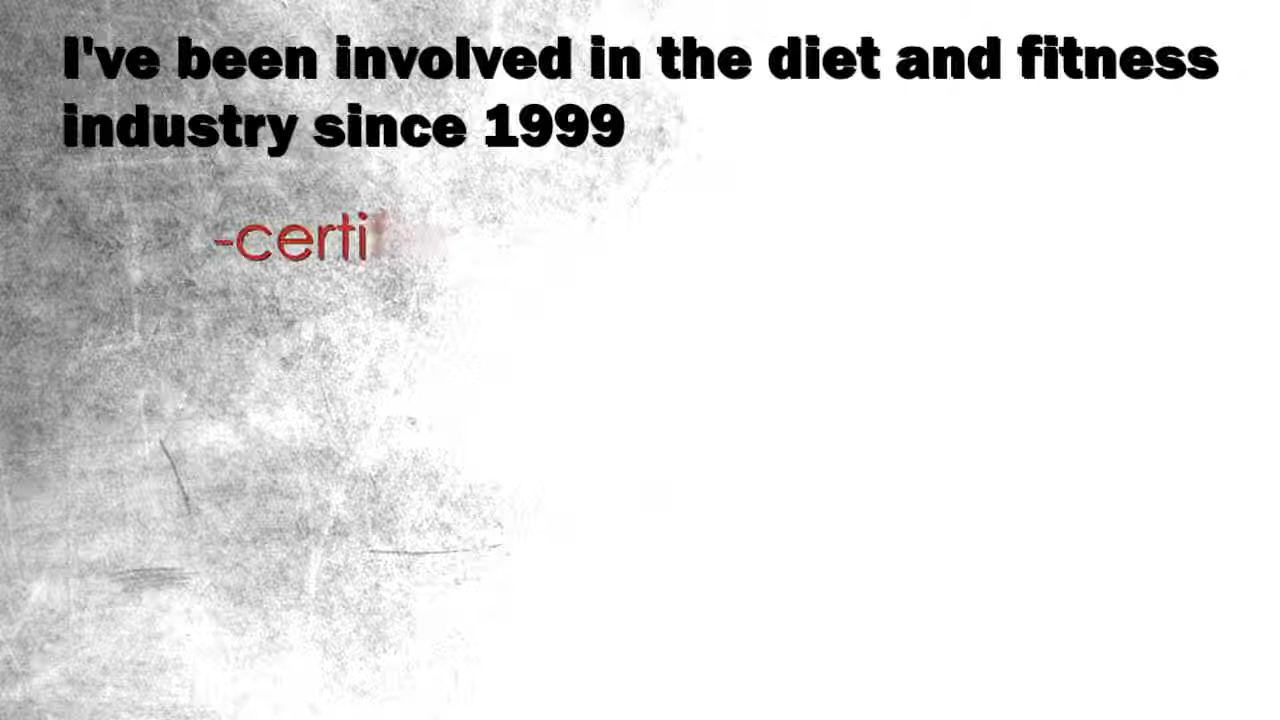 I've been involved in the diet and fitness
industry since 1999
-certi